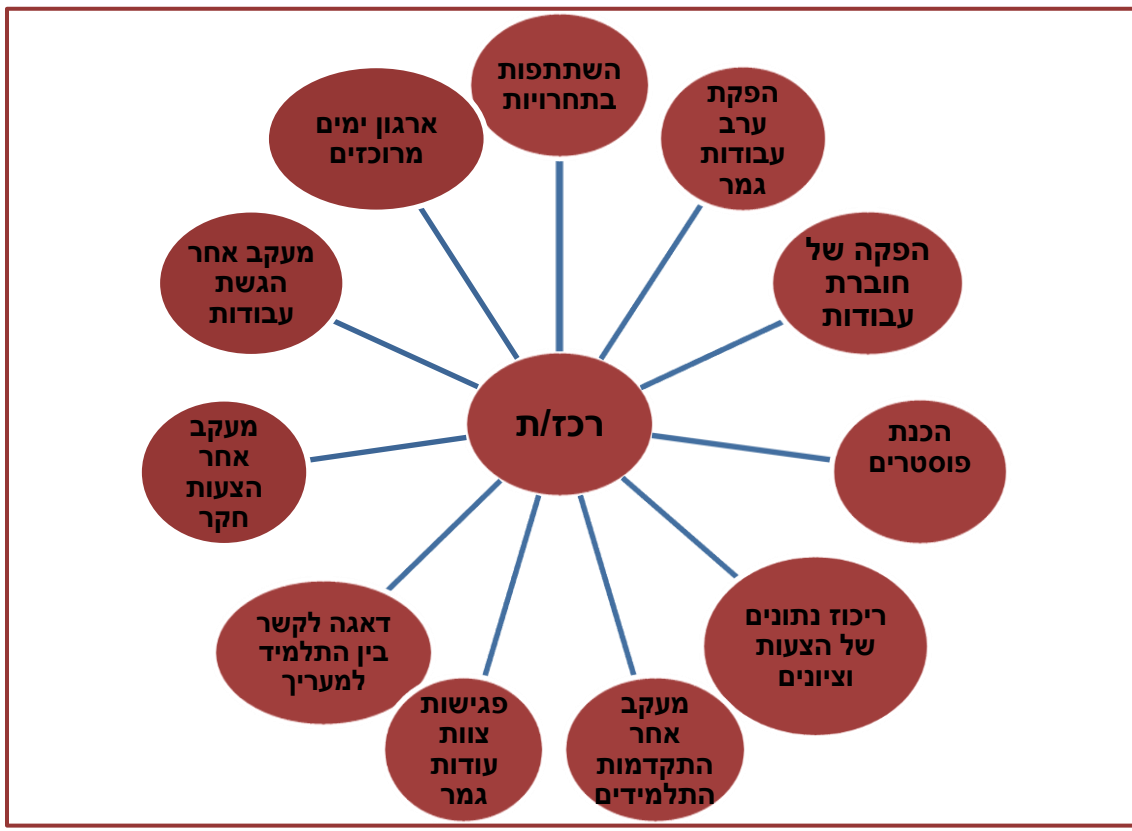 השתתפות
בתחרויות
הפקת
ערב
עבודות
גמר
הפקה של
חוברת
עבודות
הכנת
פוסטרים
ריכוז נתונים
של הצעות
וציונים
מעקב
אחר
התקדמות
התלמידים
פגישות
צוות
עודות
גמר
דאגה לקשר
בין התלמיד
למעריך
מעקב
אחר
הצעות
חקר
מעקב אחר
הגשת
עבודות
ארגון ימים
מרוכזים
רכז/ת